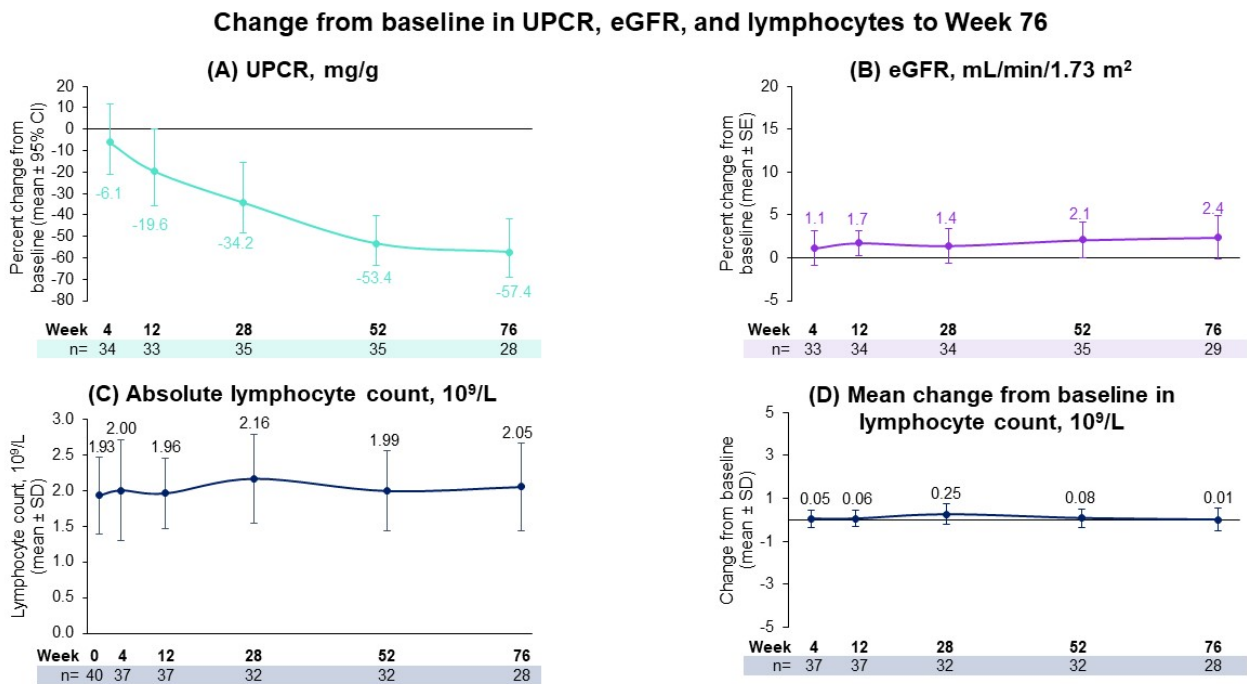 Change from baseline in UPCR, eGFR, and lymphocytes to Week 76
(A) UPCR, mg/g
Percent change from
baseline (mean ± 95% CI)
20
10
0
-10
-20
-30
-40
-50
-60
-70
-80
-6.1
-19.6
-34.2
-53.4
-57.4
Week 4 12 28 52 76
n= 34 33 35 35 28
(B) eGFR, mL/min/1.73 m²
Percent change from
baseline (mean ± SE)
20
15
10
5
0
-5
1.1
1.7
1.4
2.1
2.4
Week 4 12 28 52 76
n= 33 34 34 35 29
(C) Absolute lymphocyte count, 10⁹/L
Lymphocyte count, 10⁹/L
(mean ± SD)
3.0
2.5
2.0
1.5
1.0
0.5
0.0
1.93
2.00
1.96
2.16
1.99
2.05
Week 0 4 12 28 52 76
n= 40 37 37 32 32 28
(D) Mean change from baseline in
lymphocyte count, 10⁹/L
Change from baseline
(mean ± SD)
5
3
1
-1
-3
-5
0.05
0.06
0.25
0.08
0.01
Week 4 12 28 52 76
n= 37 37 32 32 28